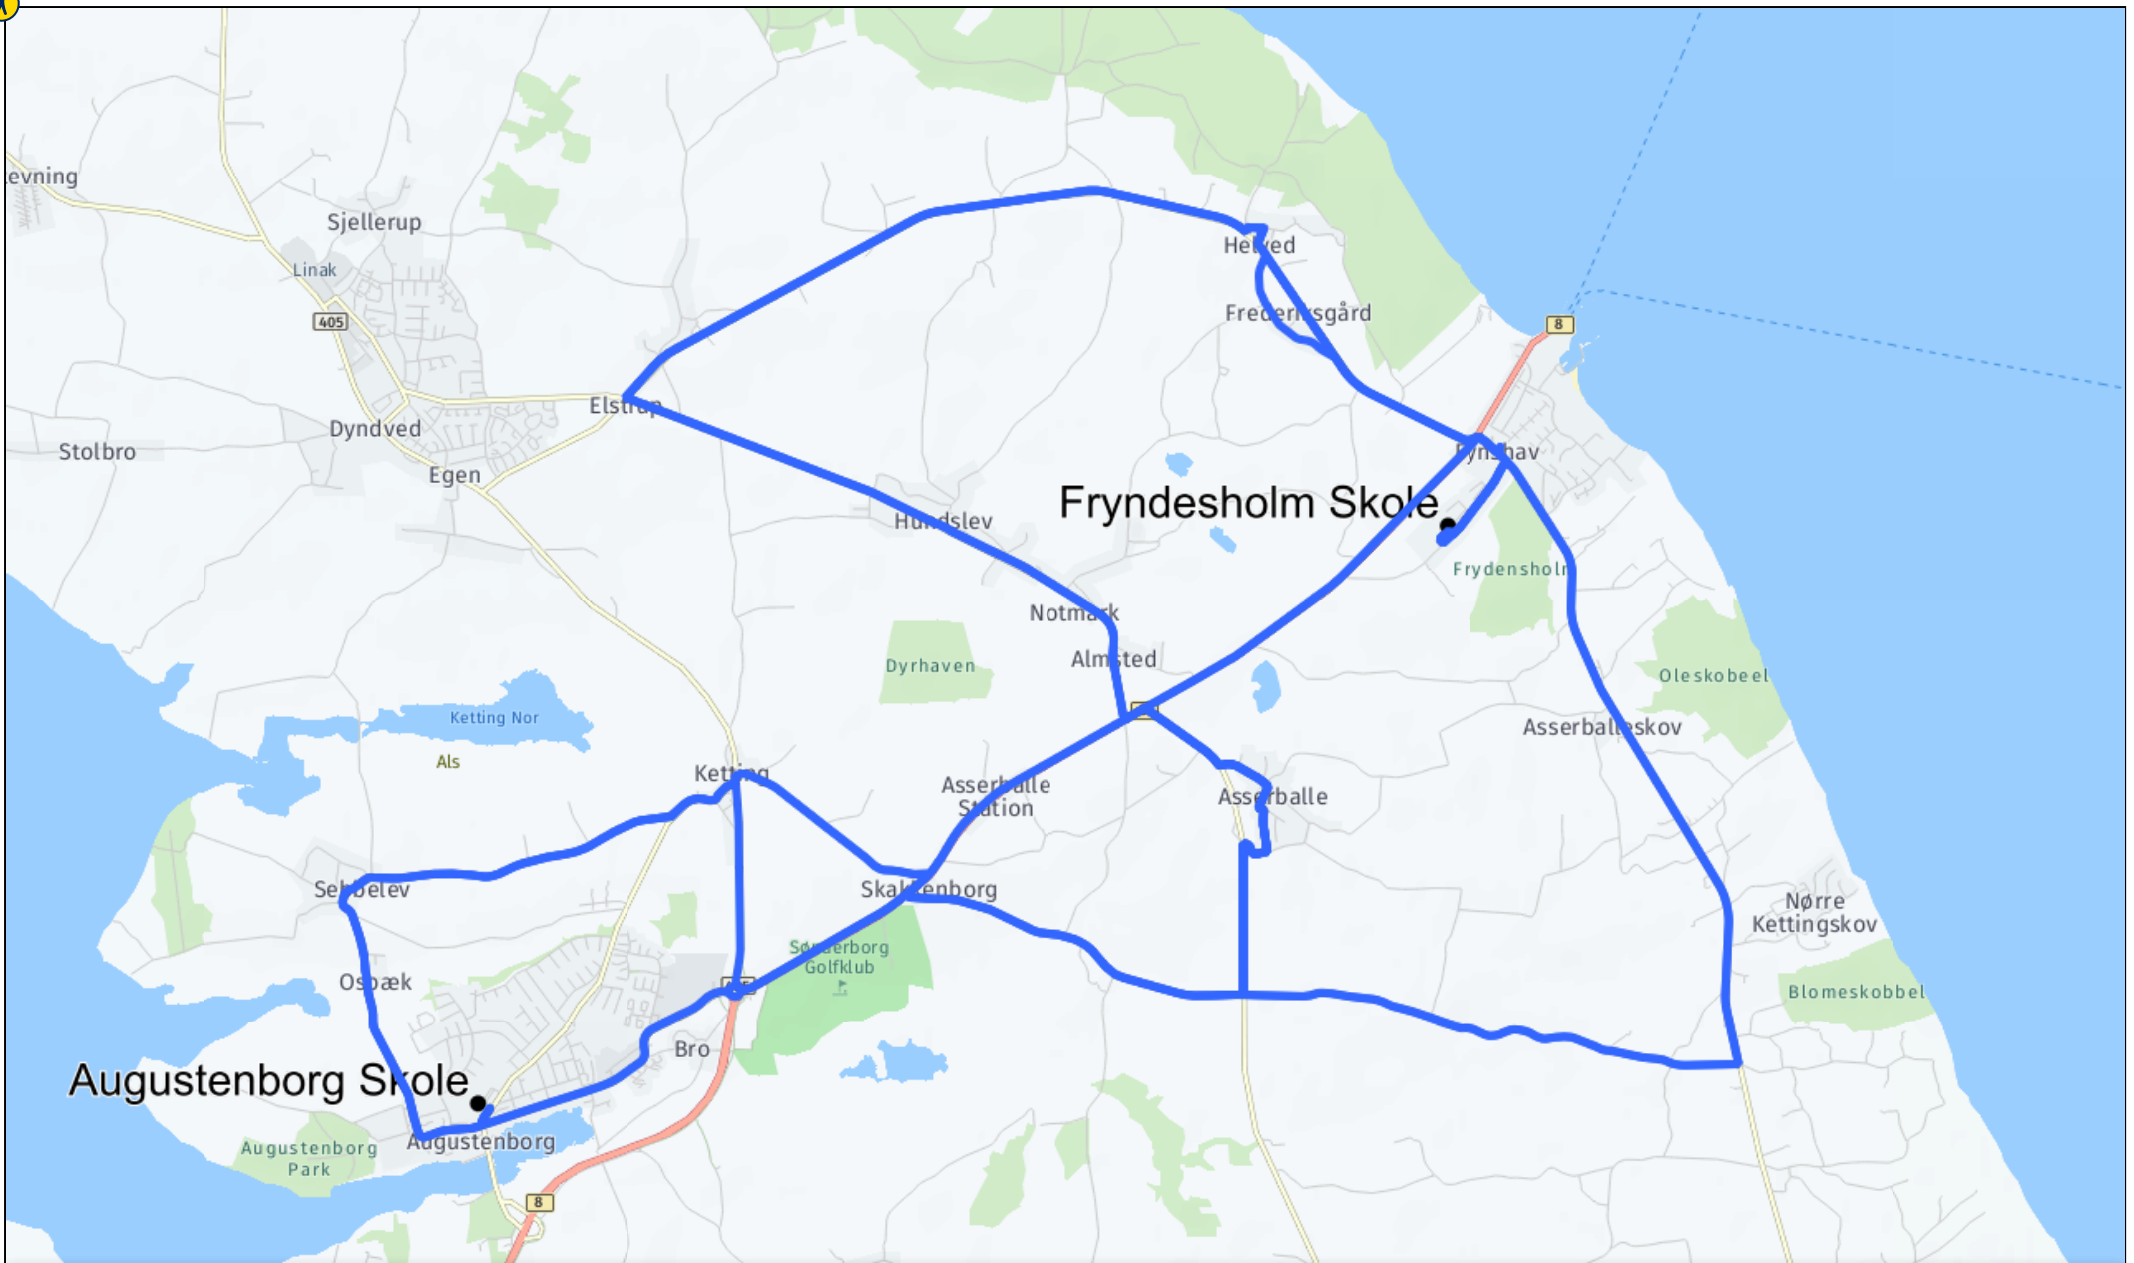 evning
Sjellerup
Linak
405
Helved
Frederiksgård
8
Elstrup
Dyndved
Stolbro
Egen
Fynshav
Fryndesholm Skole
Hundslev
Frydensholm
Notmark
Almsted
Dyrhaven
Oleskobeel
Ketting Nor
Asserballeskov
Als
Ketting
Asserballe
Station
Asserballe
Sebbelev
Skakkenborg
Nørre
Kettingskov
Sønderborg
Golfklub
Osbæk
Blomeskobbel
Bro
Augustenborg Skole
Augustenborg
Augustenborg
Park
8